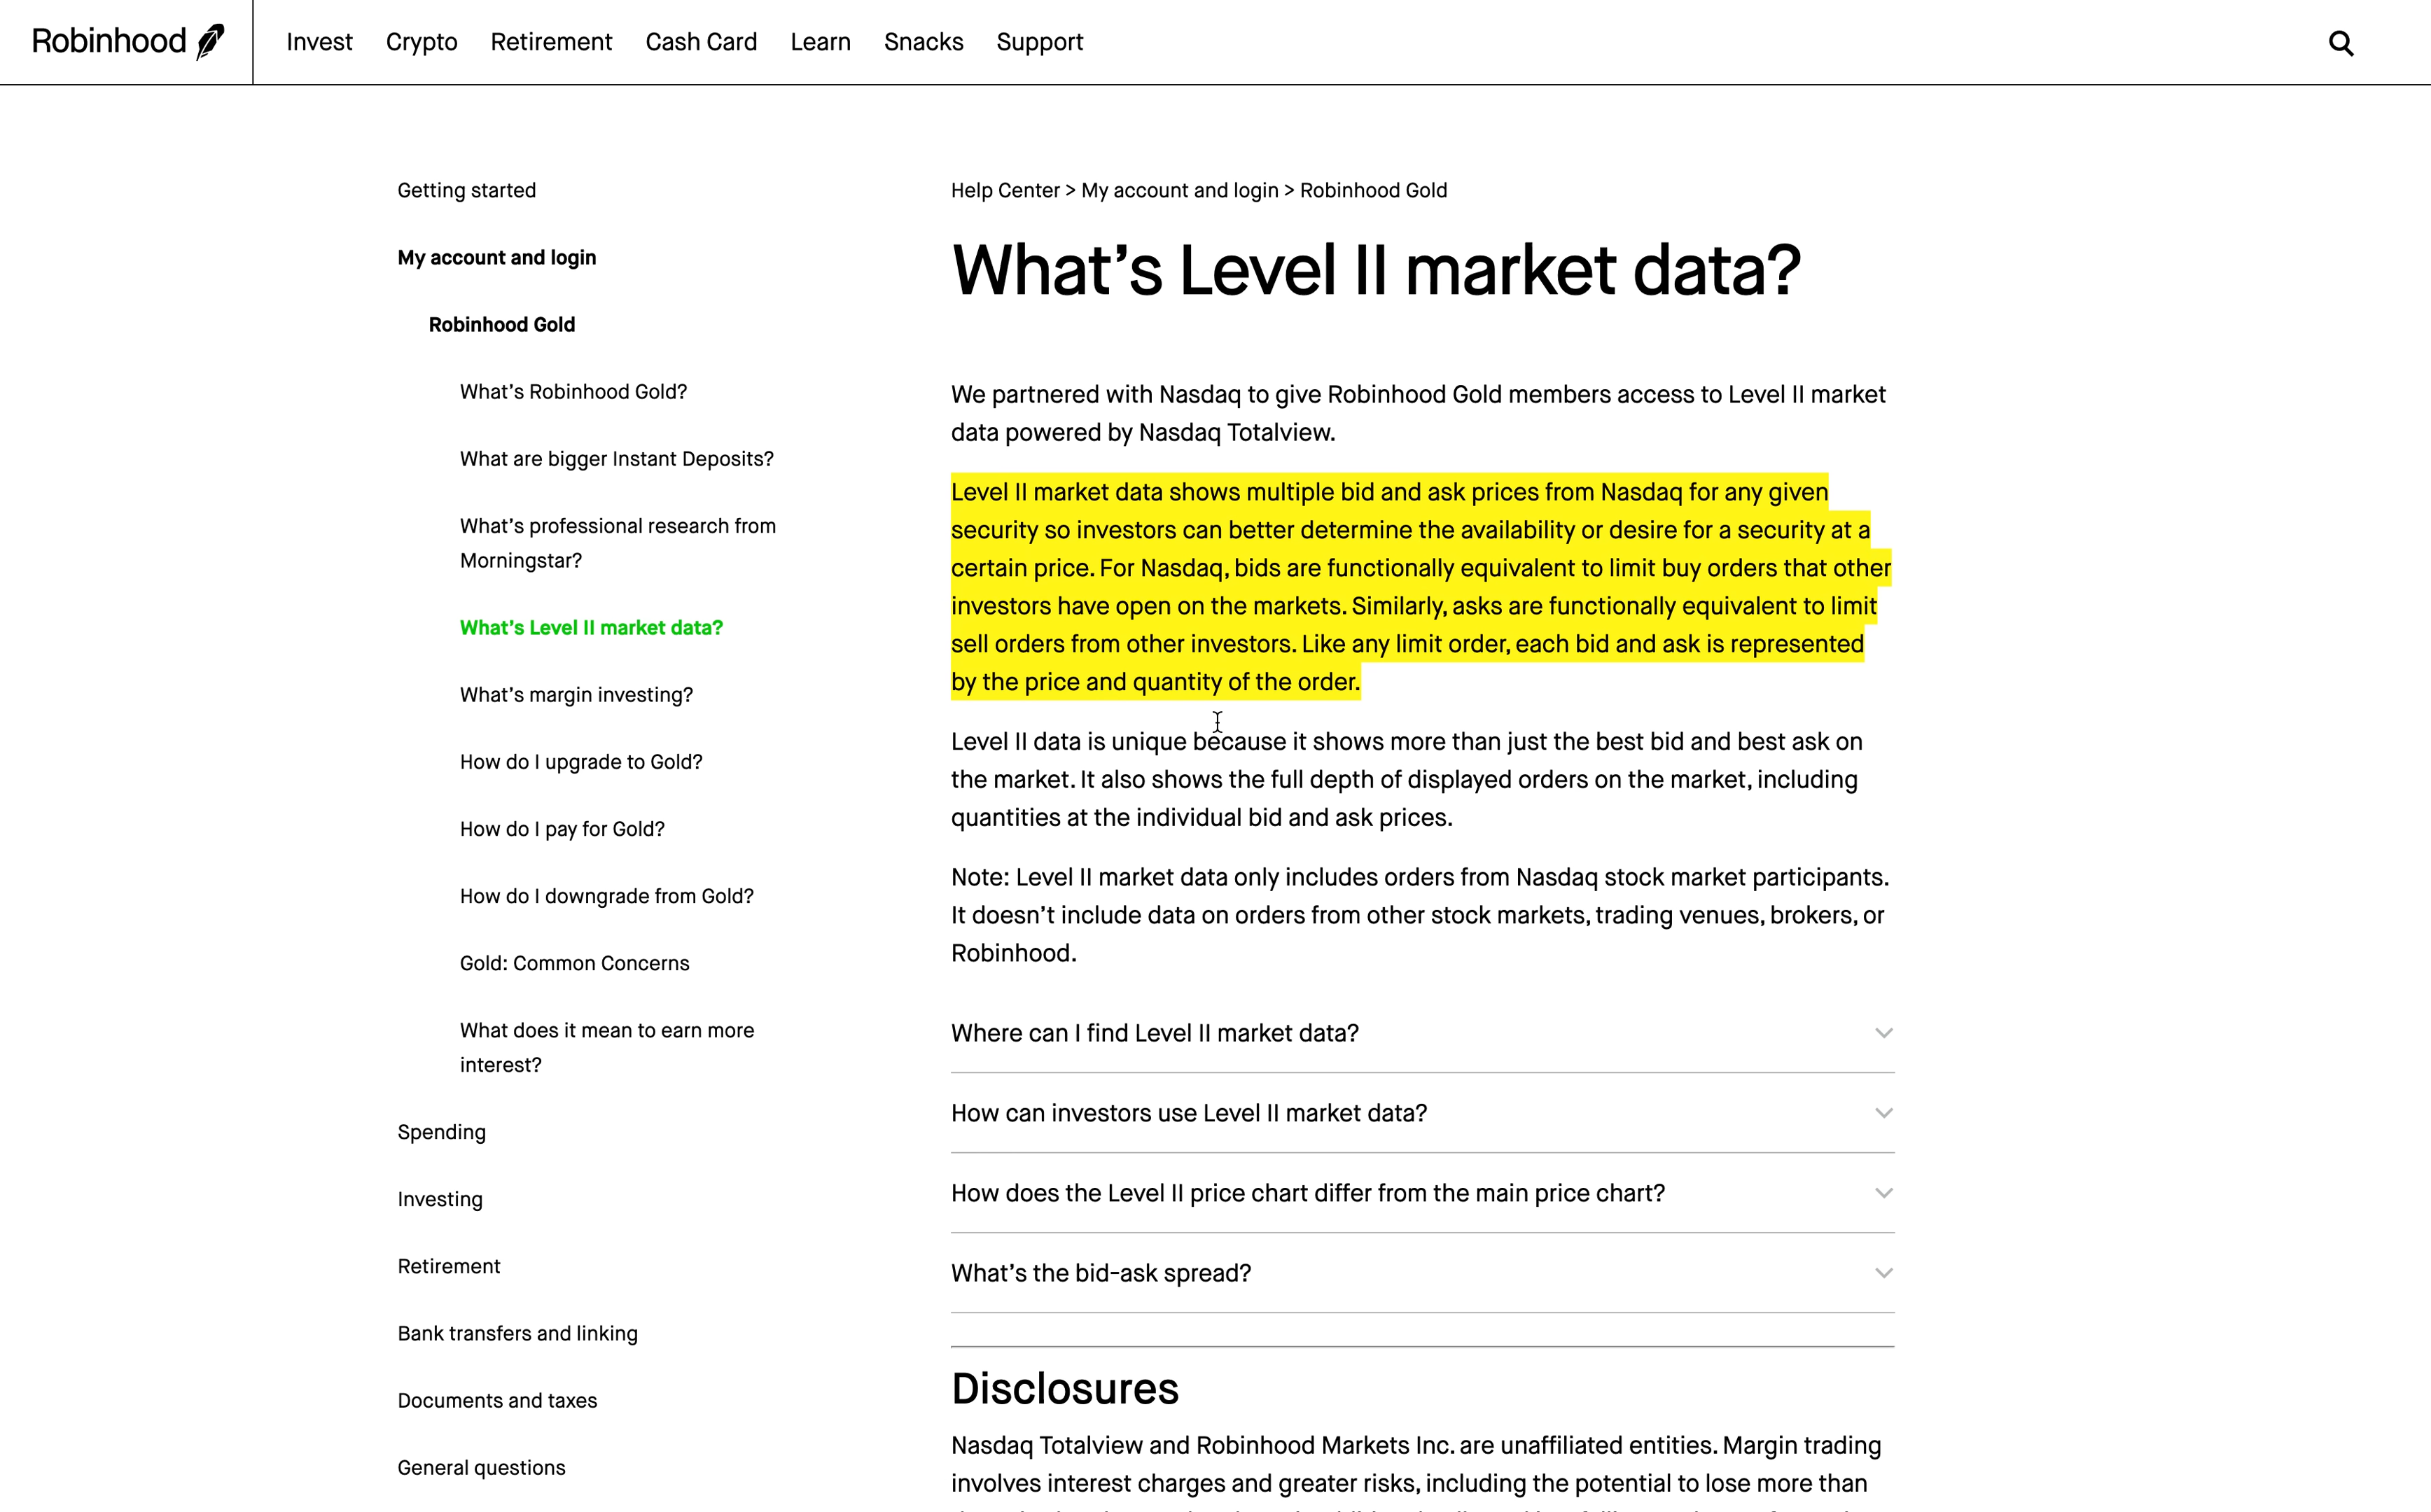 Robinhood
Invest
Crypto
Retirement
Cash Card
Learn
Snacks
Support
Getting started
My account and login
Robinhood Gold
What’s Robinhood Gold?
What are bigger Instant Deposits?
What’s professional research from
Morningstar?
What’s Level II market data?
What’s margin investing?
How do I upgrade to Gold?
How do I pay for Gold?
How do I downgrade from Gold?
Gold: Common Concerns
What does it mean to earn more
interest?
Spending
Investing
Retirement
Bank transfers and linking
Documents and taxes
General questions
Help Center > My account and login > Robinhood Gold
What’s Level II market data?
We partnered with Nasdaq to give Robinhood Gold members access to Level II market
data powered by Nasdaq Totalview.
Level II market data shows multiple bid and ask prices from Nasdaq for any given
security so investors can better determine the availability or desire for a security at a
certain price. For Nasdaq, bids are functionally equivalent to limit buy orders that other
investors have open on the markets. Similarly, asks are functionally equivalent to limit
sell orders from other investors. Like any limit order, each bid and ask is represented
by the price and quantity of the order.
Level II data is unique because it shows more than just the best bid and best ask on
the market. It also shows the full depth of displayed orders on the market, including
quantities at the individual bid and ask prices.
Note: Level II market data only includes orders from Nasdaq stock market participants.
It doesn’t include data on orders from other stock markets, trading venues, brokers, or
Robinhood.
Where can I find Level II market data?
How can investors use Level II market data?
How does the Level II price chart differ from the main price chart?
What’s the bid-ask spread?
Disclosures
Nasdaq Totalview and Robinhood Markets Inc. are unaffiliated entities. Margin trading
involves interest charges and greater risks, including the potential to lose more than